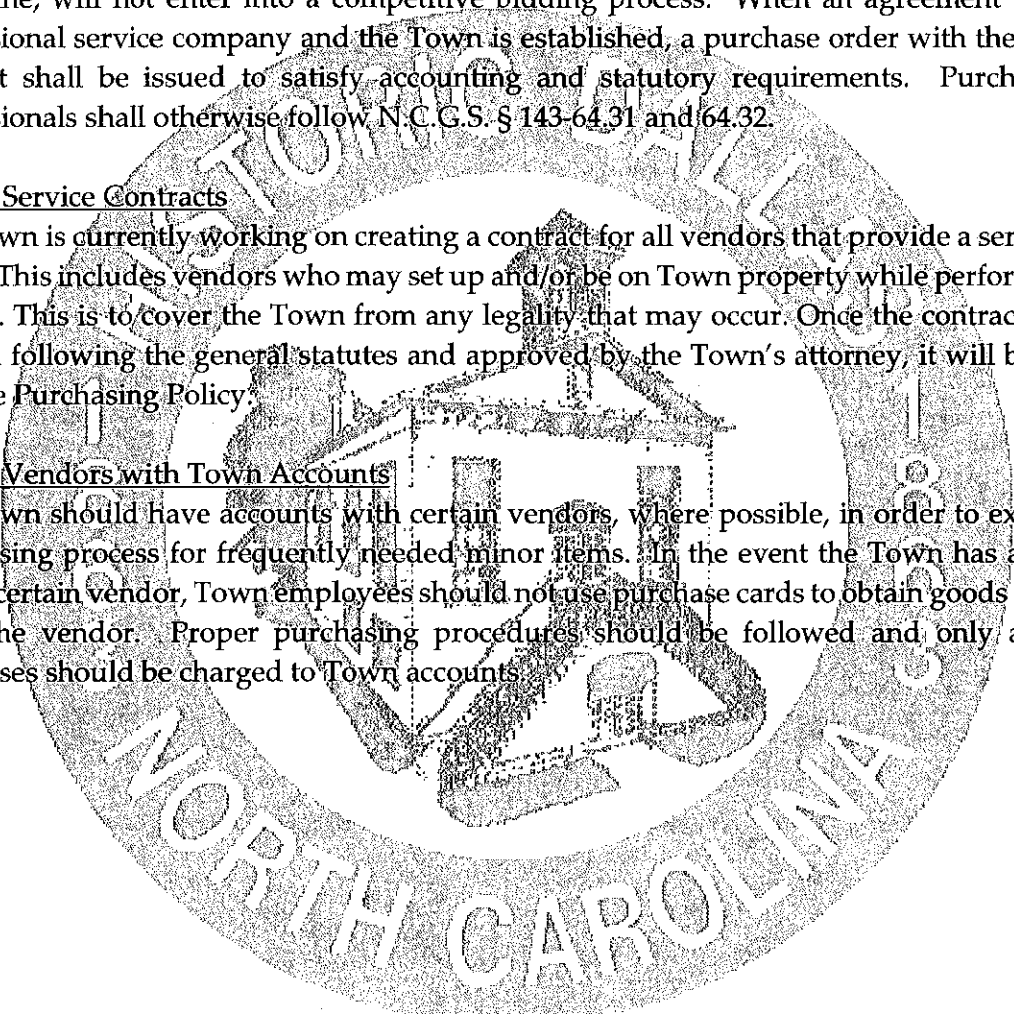 will not enter into a competitive bidding process. When an agreement
sional service company and the Town is established, a purchase order with the
t shall be issued to satisfy accounting and statutory requirements. Purch
sionals shall otherwise follow N.C.G.S. § 143-64.31 and 64.32.
Service Contracts
wn is currently working on creating a contract for all vendors that provide a ser
This includes vendors who may set up and/or be on Town property while perfor
. This is to cover the Town from any legality that may occur. Once the contrac
following the general statutes and approved by the Town's attorney, it will b
e Purchasing Policy.
Vendors with Town Accounts
wn should have accounts with certain vendors, where possible, in order to ex
sing process for frequently needed minor items. In the event the Town has a
certain vendor, Town employees should not use purchase cards to obtain goods
he vendor. Proper purchasing procedures should be followed and only a
ses should be charged to Town accounts.
HISTORIC
NORTH CAROLINA